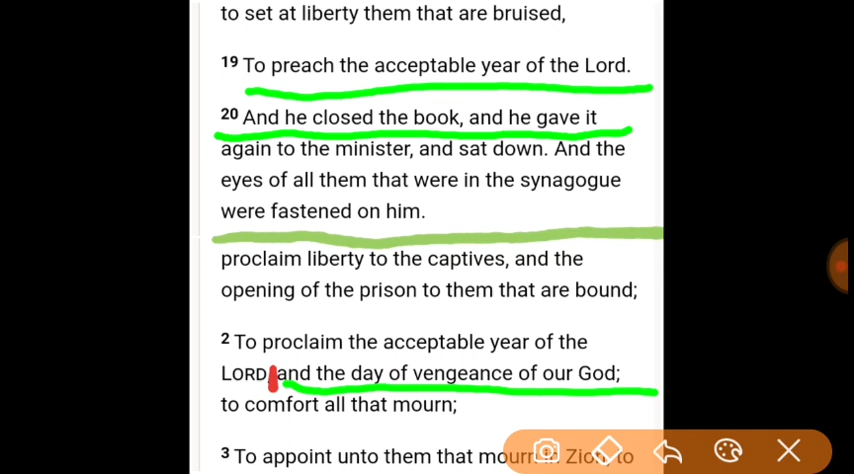 to set at liberty them that are bruised,
19 To preach the acceptable year of the Lord.
20 And he closed the book, and he gave it
again to the minister, and sat down. And the
eyes of all them that were in the synagogue
were fastened on him.
proclaim liberty to the captives, and the
opening of the prison to them that are bound;
2 To proclaim the acceptable year of the
LORD, and the day of vengeance of our God;
to comfort all that mourn;
3 To appoint unto them that mourn in Zion, to